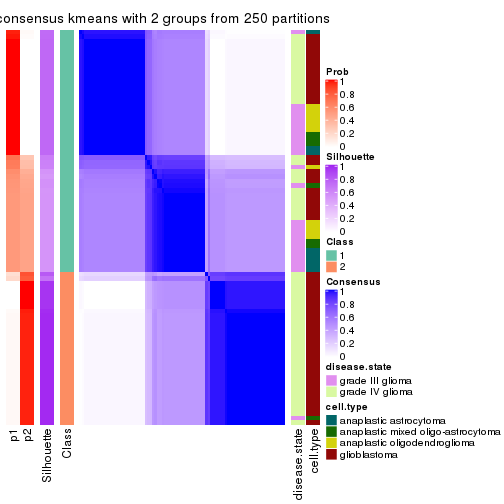 consensus kmeans with 2 groups from 250 partitions
Prob
1
0.8
0.6
0.4
0.2
0
Silhouette
1
0.8
0.6
0.4
0.2
0
Class
1
2
Consensus
1
0.8
0.6
0.4
0.2
0
disease.state
grade III glioma
grade IV glioma
cell.type
anaplastic astrocytoma
anaplastic mixed oligo-astrocytoma
anaplastic oligodendroglioma
glioblastoma
p1
p2
Silhouette
Class
disease.state
cell.type